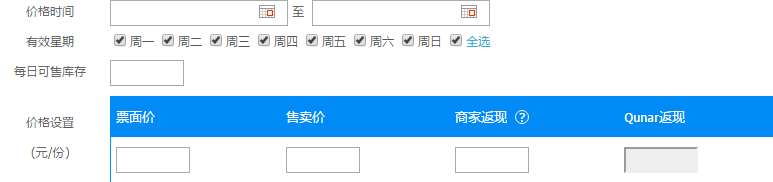 价格时间 至
有效星期 周一 周二 周三 周四 周五 周六 周日 全选
每日可售库存
价格设置
(元/份)
票面价 售卖价 商家返现 ? Qunar返现